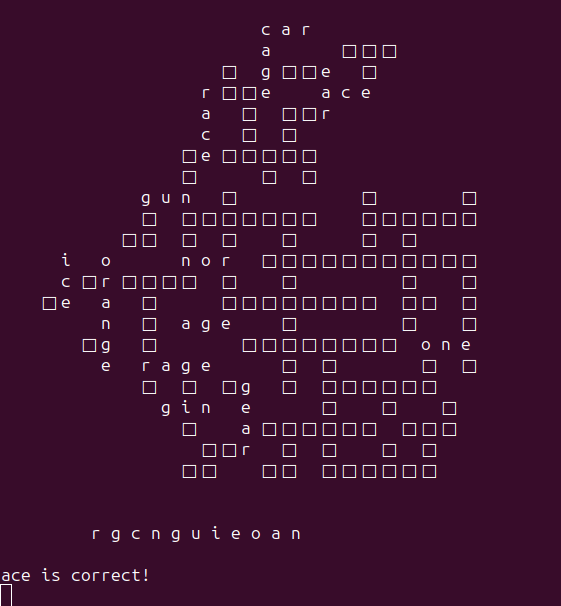 c a r
a
g e
r e a c e
a r
c
e
g u n
i o n o r
c r
e a
n a g e
g o n e
e r a g e
g
g i n e
a
r
r g c n g u i e o a n
ace is correct!